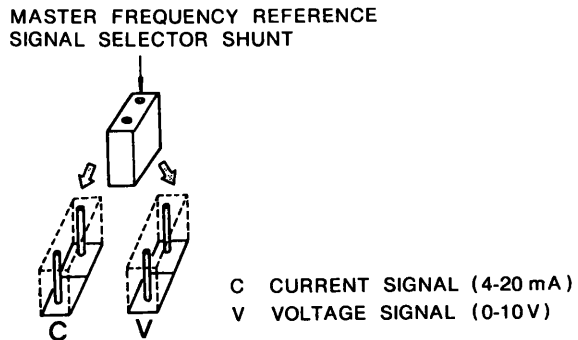 MASTER FREQUENCY REFERENCE
SIGNAL SELECTOR SHUNT
C CURRENT SIGNAL (4-20 mA)
V VOLTAGE SIGNAL (0-10V)
C V